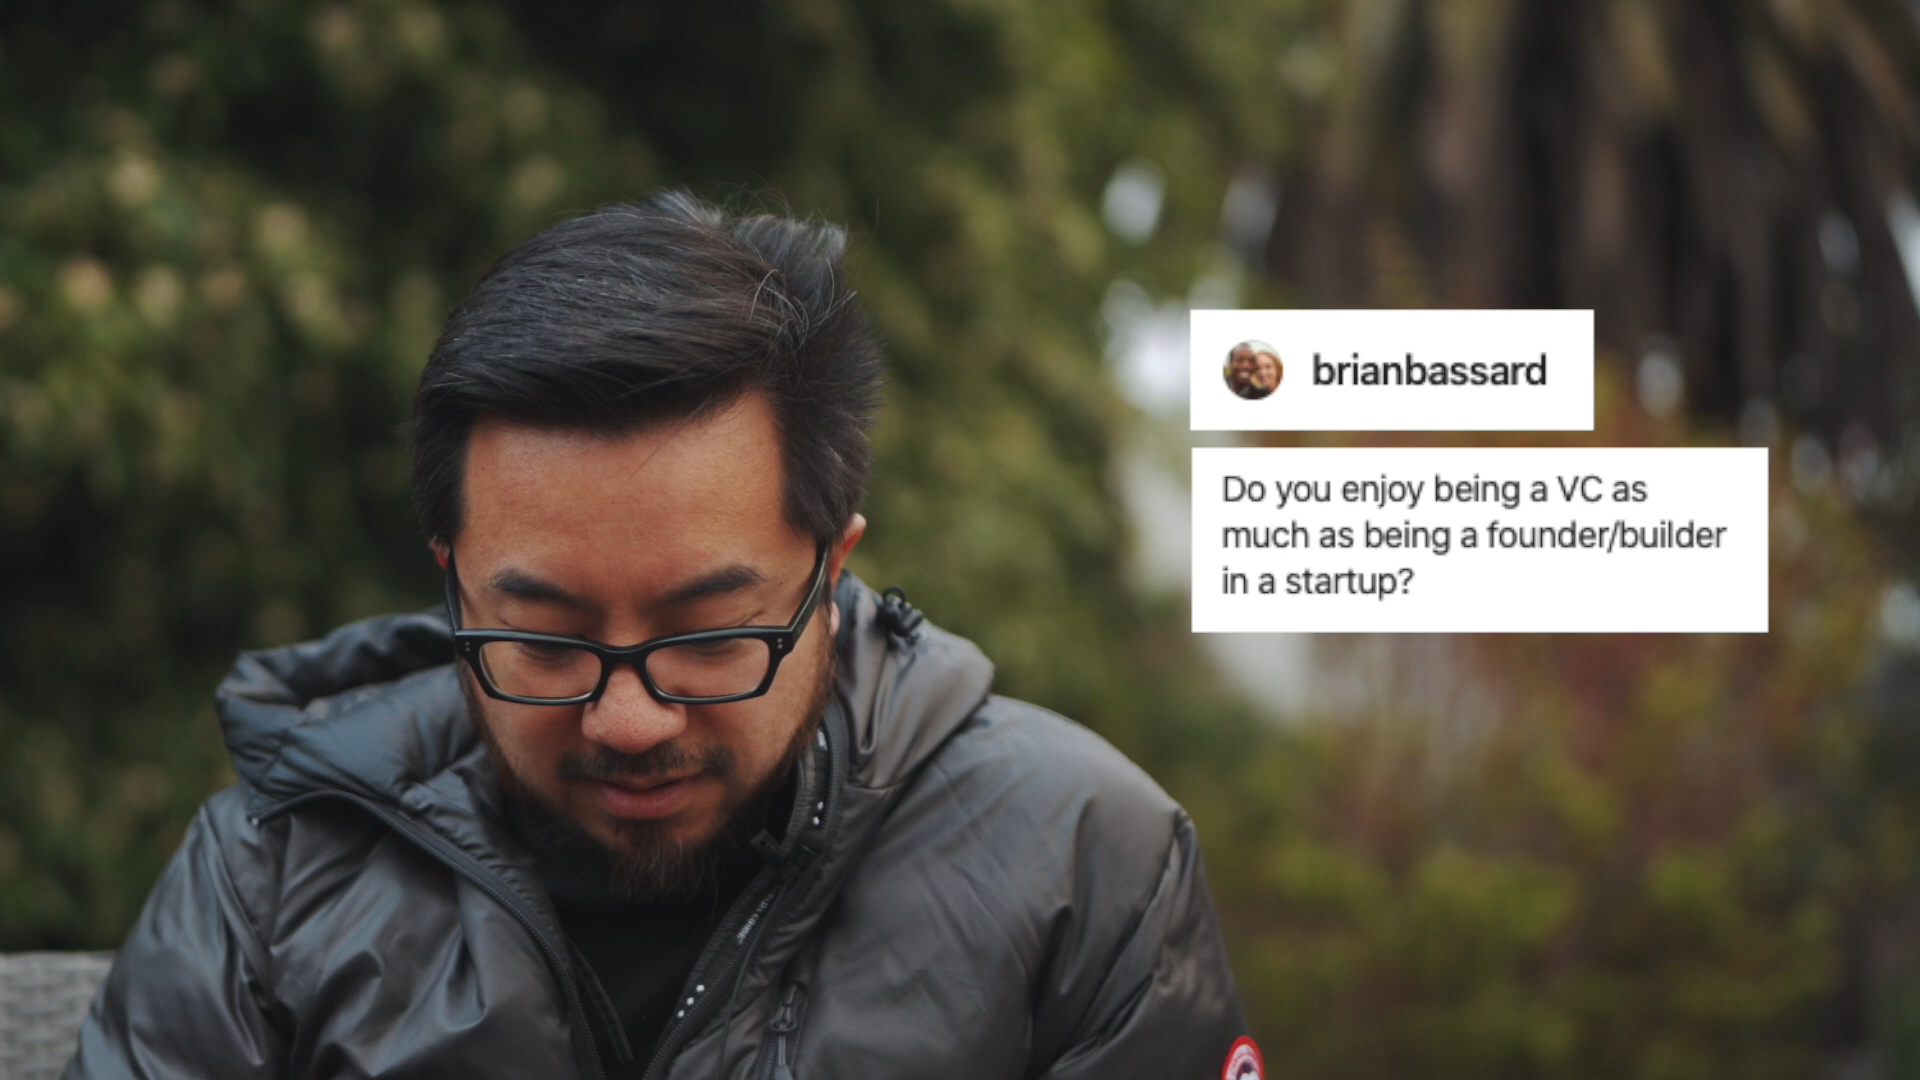 brianbassard
Do you enjoy being a VC as
much as being a founder/builder
in a startup?